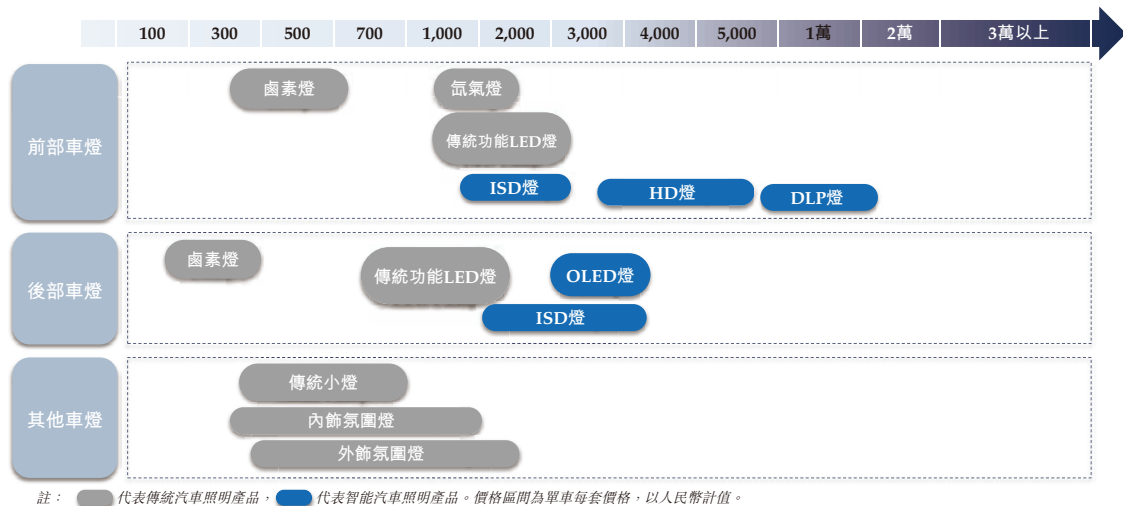 100 300 500 700 1,000 2,000 3,000 4,000 5,000 1萬 2萬 3萬以上
前部車燈
鹵素燈
氙氣燈
傳統功能LED燈
ISD燈
HD燈
DLP燈
後部車燈
鹵素燈
傳統功能LED燈
OLED燈
ISD燈
其他車燈
傳統小燈
內飾氛圍燈
外飾氛圍燈
註： 代表傳統汽車照明產品， 代表智能汽車照明產品。價格區間為單車每套價格，以人民幣計值。